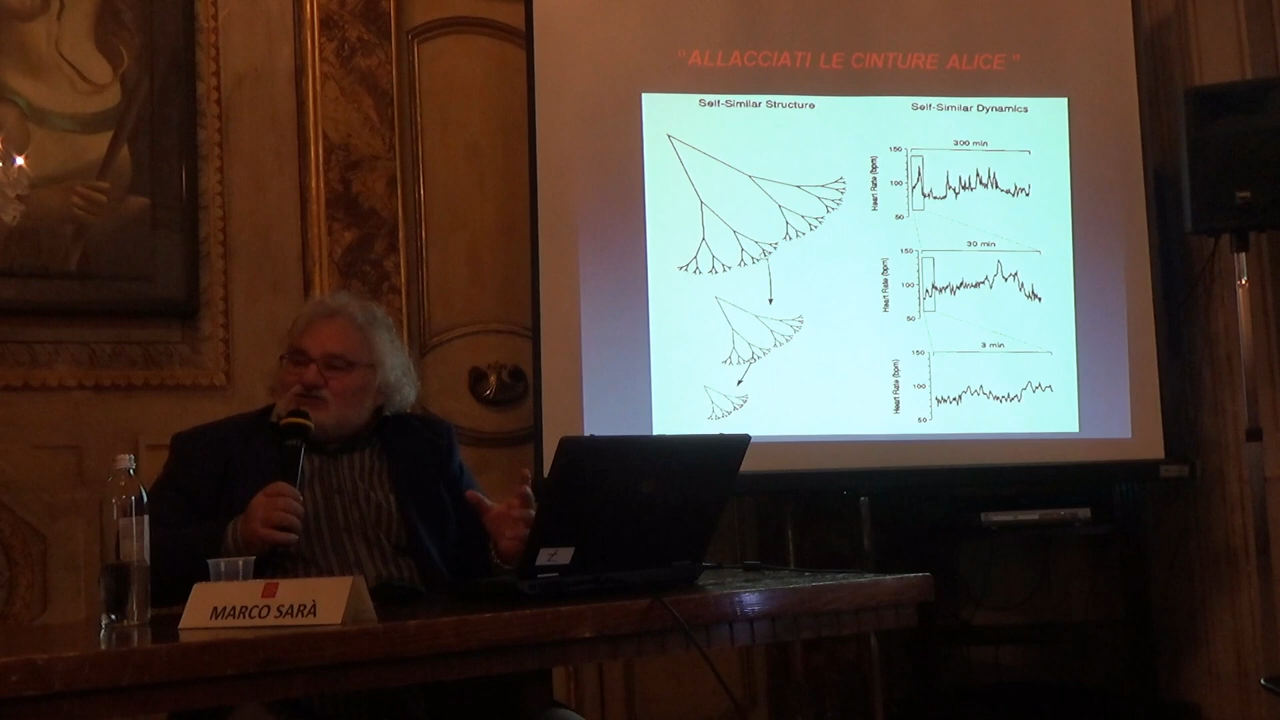 "ALLACCIATI LE CINTURE ALICE"
Self-Similar Structure
Self-Similar Dynamics
300 min
150
100
50
Heart Rate (bpm)
30 min
150
100
50
Heart Rate (bpm)
3 min
150
100
50
Heart Rate (bpm)
MARCO SARÀ